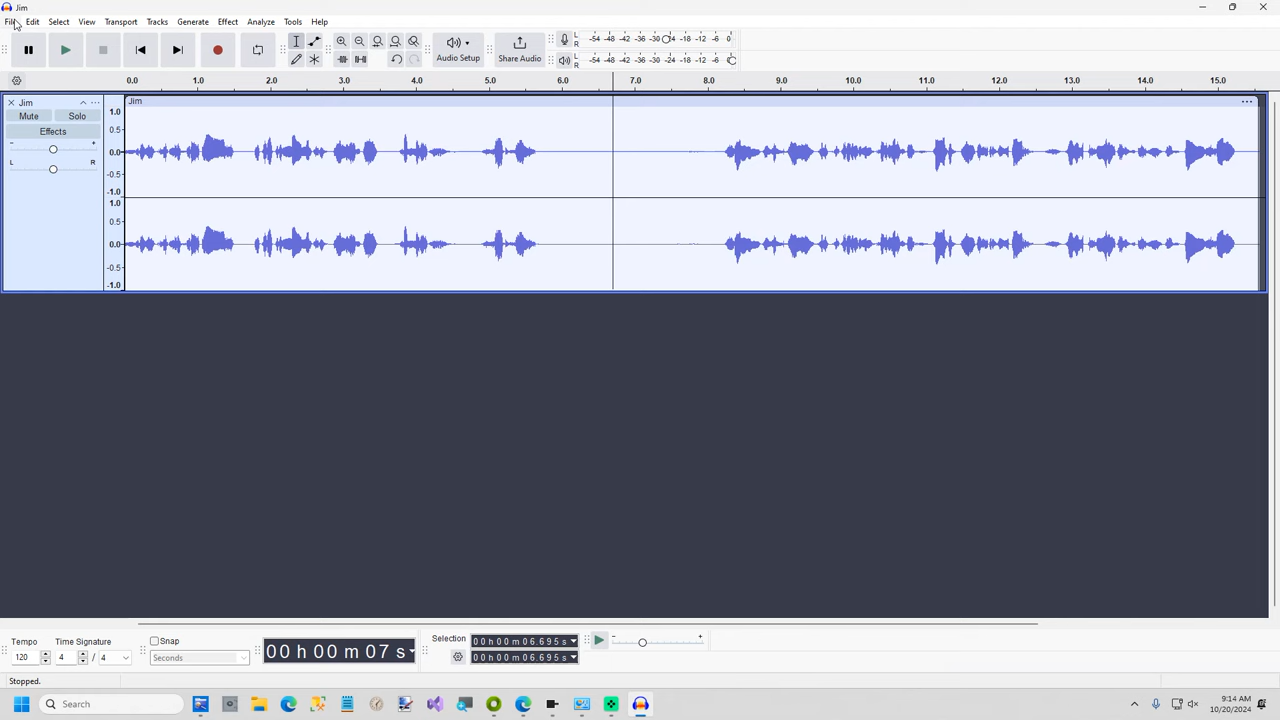 Jim
File Edit Select View Transport Tracks Generate Effect Analyze Tools Help
Audio Setup
Share Audio
L
R
-54 -48 -42 -36 -30 -24 -18 -12 -6 0
L
R
-54 -48 -42 -36 -30 -24 -18 -12 -6 0
0.0 1.0 2.0 3.0 4.0 5.0 6.0 7.0 8.0 9.0 10.0 11.0 12.0 13.0 14.0 15.0
Jim
Mute Solo
Effects
- +
L R
Jim
1.0
0.5
0.0
-0.5
-1.0
1.0
0.5
0.0
-0.5
-1.0
Tempo
120
Time Signature
4 / 4
Snap
Seconds
00 h 00 m 07 s
Selection
00 h 00 m 06.695 s
00 h 00 m 06.695 s
- +
Stopped.
Search
9:14 AM
10/20/2024